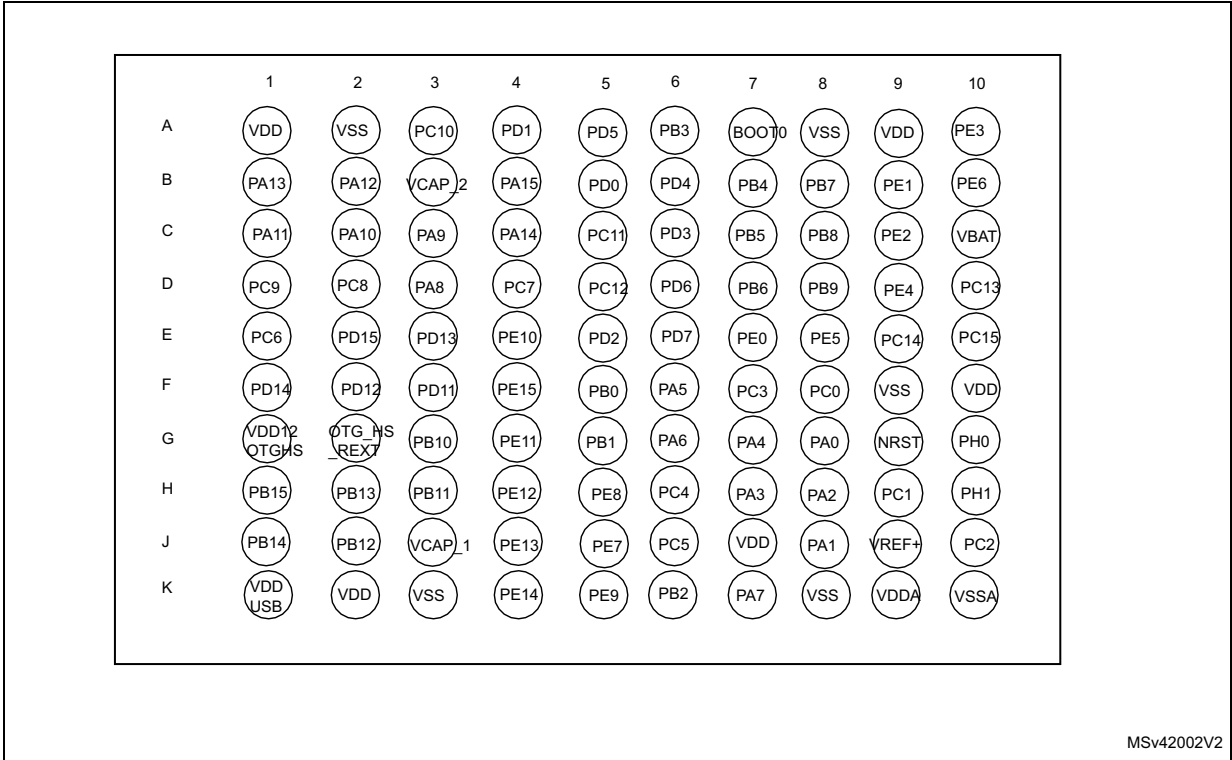 1 2 3 4 5 6 7 8 9 10
A VDD VSS PC10 PD1 PD5 PB3 BOOT0 VSS VDD PE3
B PA13 PA12 VCAP_2 PA15 PD0 PD4 PB4 PB7 PE1 PE6
C PA11 PA10 PA9 PA14 PC11 PD3 PB5 PB8 PE2 VBAT
D PC9 PC8 PA8 PC7 PC12 PD6 PB6 PB9 PE4 PC13
E PC6 PD15 PD13 PE10 PD2 PD7 PE0 PE5 PC14 PC15
F PD14 PD12 PD11 PE15 PB0 PA5 PC3 PC0 VSS VDD
G VDD12 OTGHS OTG_HS _REXT PB10 PE11 PB1 PA6 PA4 PA0 NRST PH0
H PB15 PB13 PB11 PE12 PE8 PC4 PA3 PA2 PC1 PH1
J PB14 PB12 VCAP_1 PE13 PE7 PC5 VDD PA1 VREF+ PC2
K VDD USB VDD VSS PE14 PE9 PB2 PA7 VSS VDDA VSSA
MSv42002V2